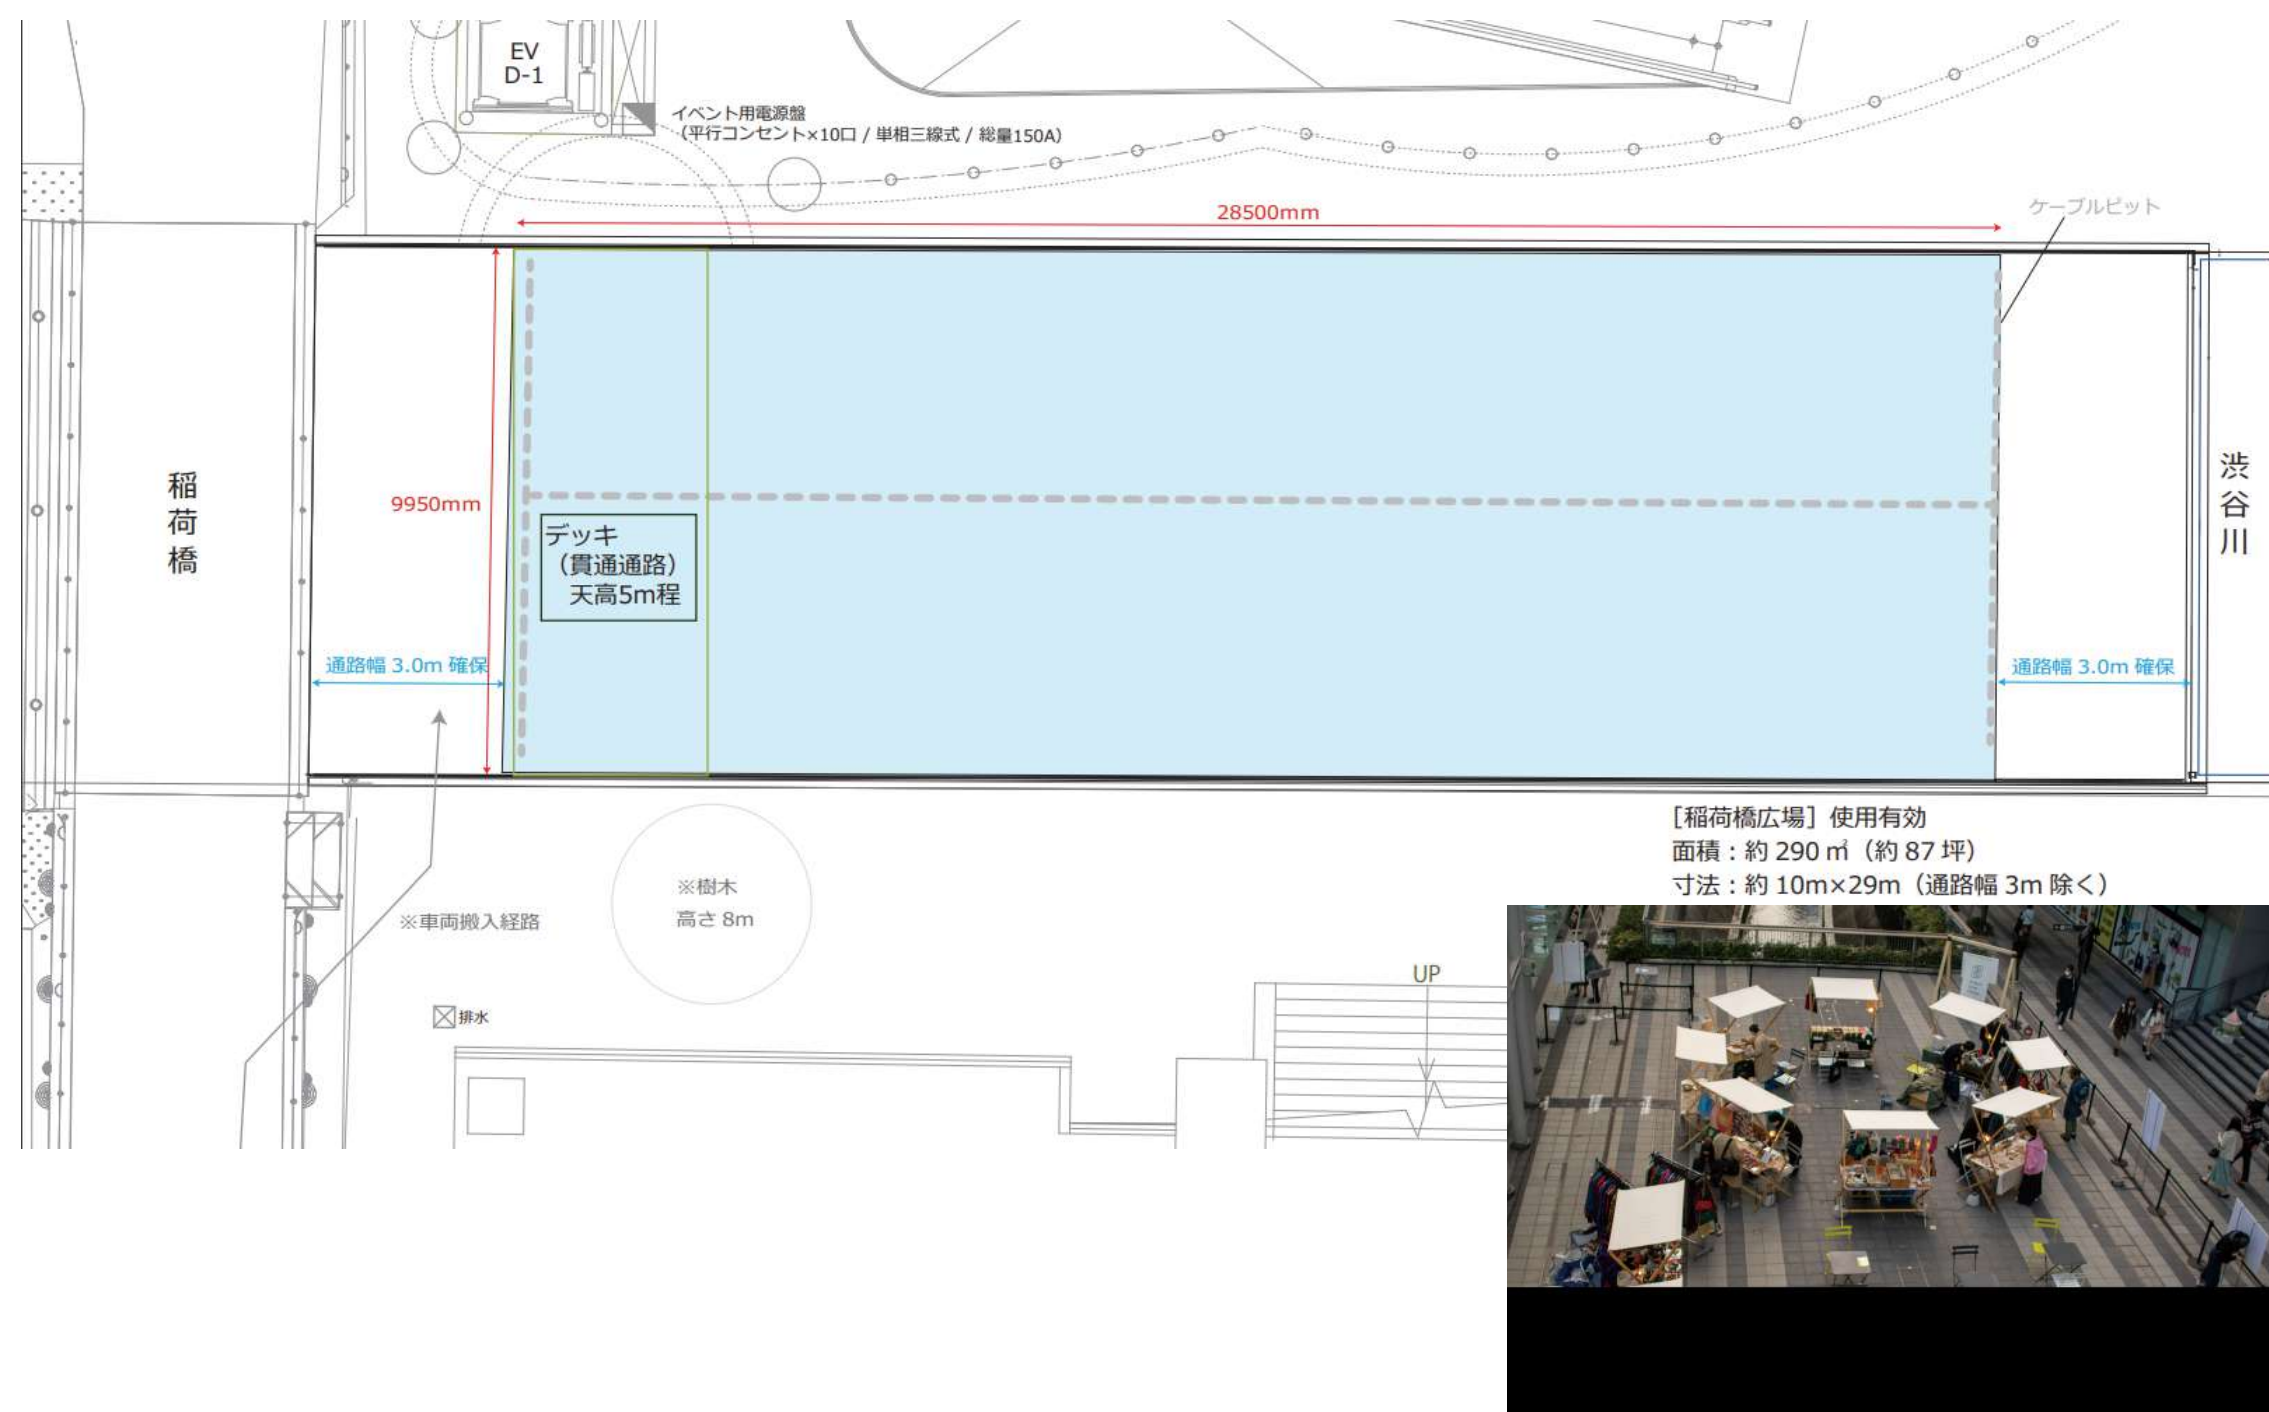 EV
D-1
イベント用電源盤
（平行コンセント×10口 / 単相三線式 / 総量150A）
28500mm
ケーブルピット
稲荷橋
9950mm
デッキ
（貫通通路）
天高5m程
渋谷川
通路幅 3.0m 確保
通路幅 3.0m 確保
［稲荷橋広場］使用有効
面積：約 290 ㎡（約 87 坪）
寸法：約 10m×29m（通路幅 3m 除く）
※樹木
高さ 8m
※車両搬入経路
UP
排水